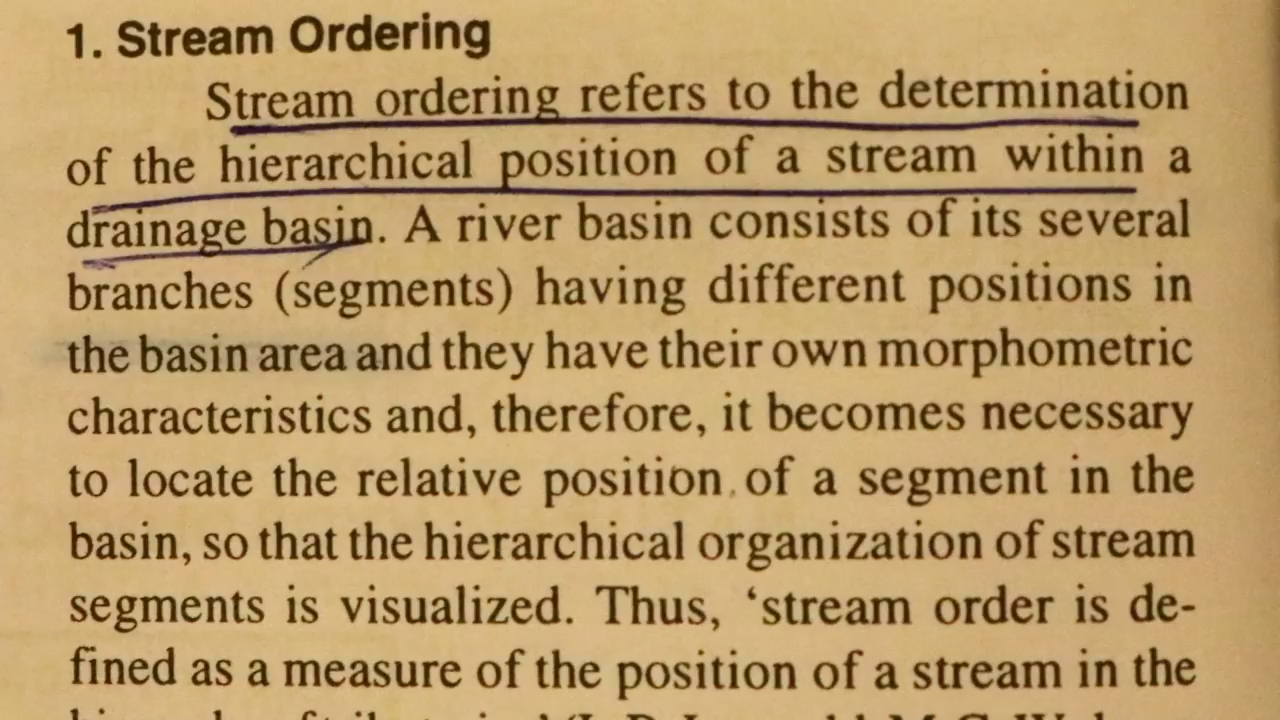 1. Stream Ordering
Stream ordering refers to the determination
of the hierarchical position of a stream within a
drainage basin. A river basin consists of its several
branches (segments) having different positions in
the basin area and they have their own morphometric
characteristics and, therefore, it becomes necessary
to locate the relative position of a segment in the
basin, so that the hierarchical organization of stream
segments is visualized. Thus, ‘stream order is de-
fined as a measure of the position of a stream in the